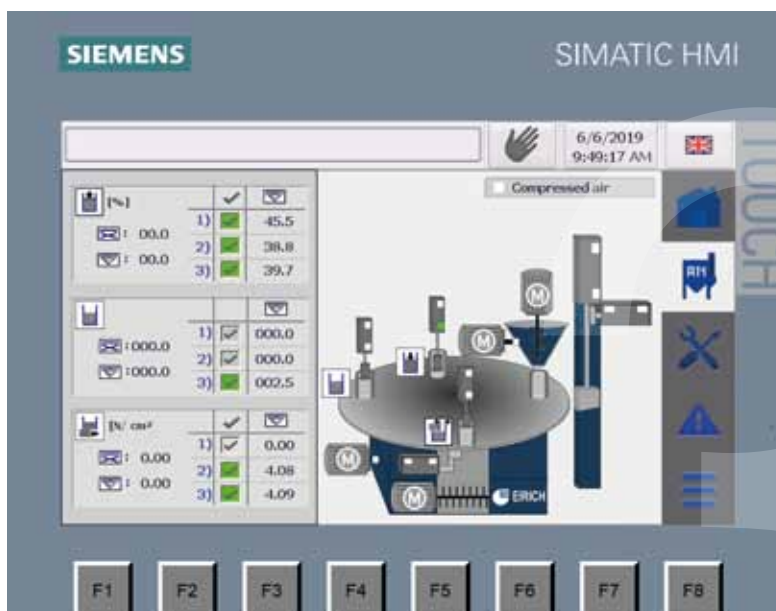 SIEMENS
SIMATIC HMI
6/6/2019
9:49:17 AM
TOUCH
Compressed air
[%]
: 00.0
: 00.0
1) 45.5
2) 38.8
3) 39.7
:000.0
:000.0
1) 000.0
2) 000.0
3) 002.5
[N/ cm²
: 0.00
: 0.00
1) 0.00
2) 4.08
3) 4.09
M
M
M
M
EIRICH
F1 F2 F3 F4 F5 F6 F7 F8